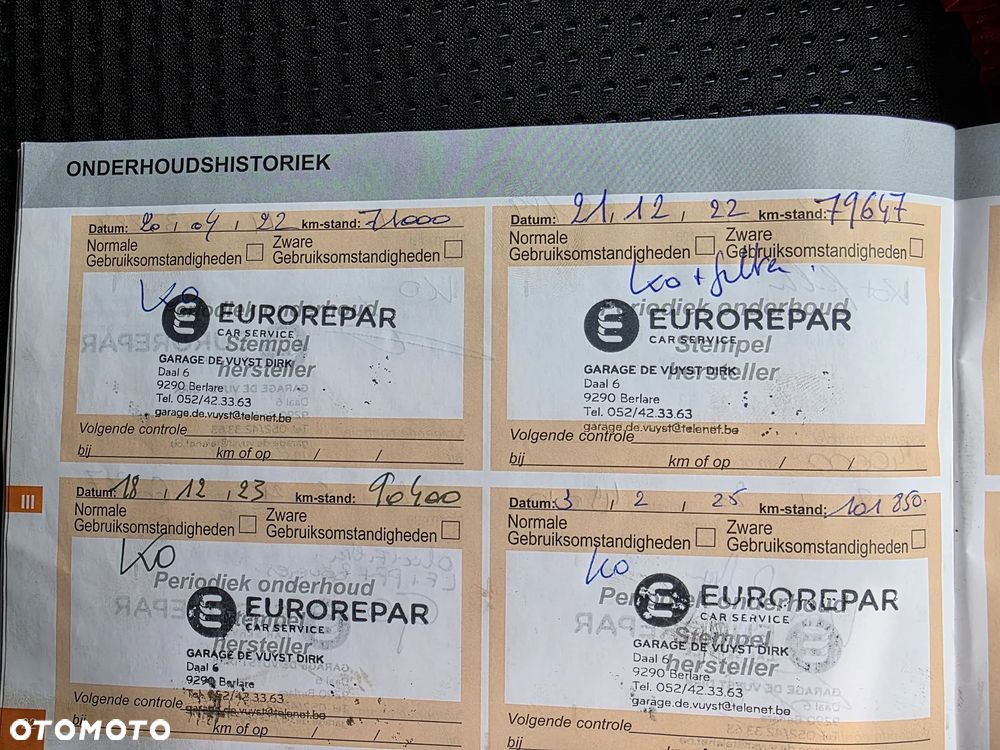 ONDERHOUDSHISTORIEK
Datum: 20 , 04 , 22 km-stand: 71000
Normale
Gebruiksomstandigheden
Zware
Gebruiksomstandigheden
Periodiek onderhoud
EUROREPAR
CAR SERVICE
Stempel
hersteller
GARAGE DE VUYST DIRK
Daal 6
9290 Berlare
Tel. 052/42.33.63
garage.de.vuyst@telenet.be
Volgende controle
bij km of op / /
Datum: 21, 12 , 22 km-stand: 79647
Normale
Gebruiksomstandigheden
Zware
Gebruiksomstandigheden
Periodiek onderhoud
EUROREPAR
CAR SERVICE
Stempel
hersteller
GARAGE DE VUYST DIRK
Daal 6
9290 Berlare
Tel. 052/42.33.63
garage.de.vuyst@telenet.be
Volgende controle
bij km of op / /
III
Datum: 18 , 12 , 23 km-stand: 90400
Normale
Gebruiksomstandigheden
Zware
Gebruiksomstandigheden
Periodiek onderhoud
EUROREPAR
CAR SERVICE
Stempel
hersteller
GARAGE DE VUYST DIRK
Daal 6
9290 Berlare
Tel. 052/42.33.63
garage.de.vuyst@telenet.be
Volgende controle
bij km of op / /
Datum: 3 , 2 , 25 km-stand: 101 850.
Normale
Gebruiksomstandigheden
Zware
Gebruiksomstandigheden
Periodiek onderhoud
EUROREPAR
CAR SERVICE
Stempel
hersteller
GARAGE DE VUYST DIRK
Daal 6
9290 Berlare
Tel. 052/42.33.63
garage.de.vuyst@telenet.be
Volgende controle
bij
OTOMOTO